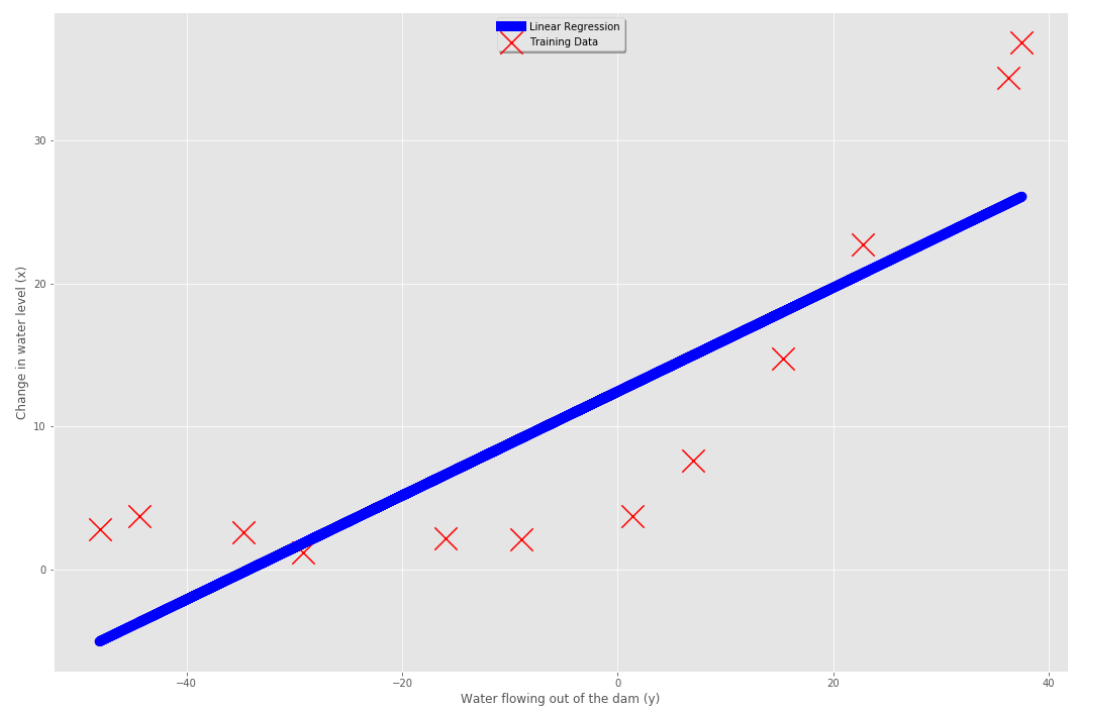 Linear Regression
Training Data
30
20
10
0
Change in water level (x)
−40
−20
0
20
40
Water flowing out of the dam (y)